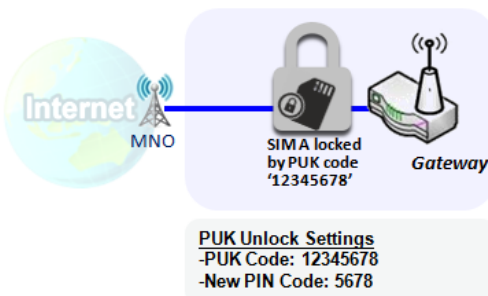 Internet
MNO
SIM A locked
by PUK code
‘12345678’
Gateway
PUK Unlock Settings
-PUK Code: 12345678
-New PIN Code: 5678